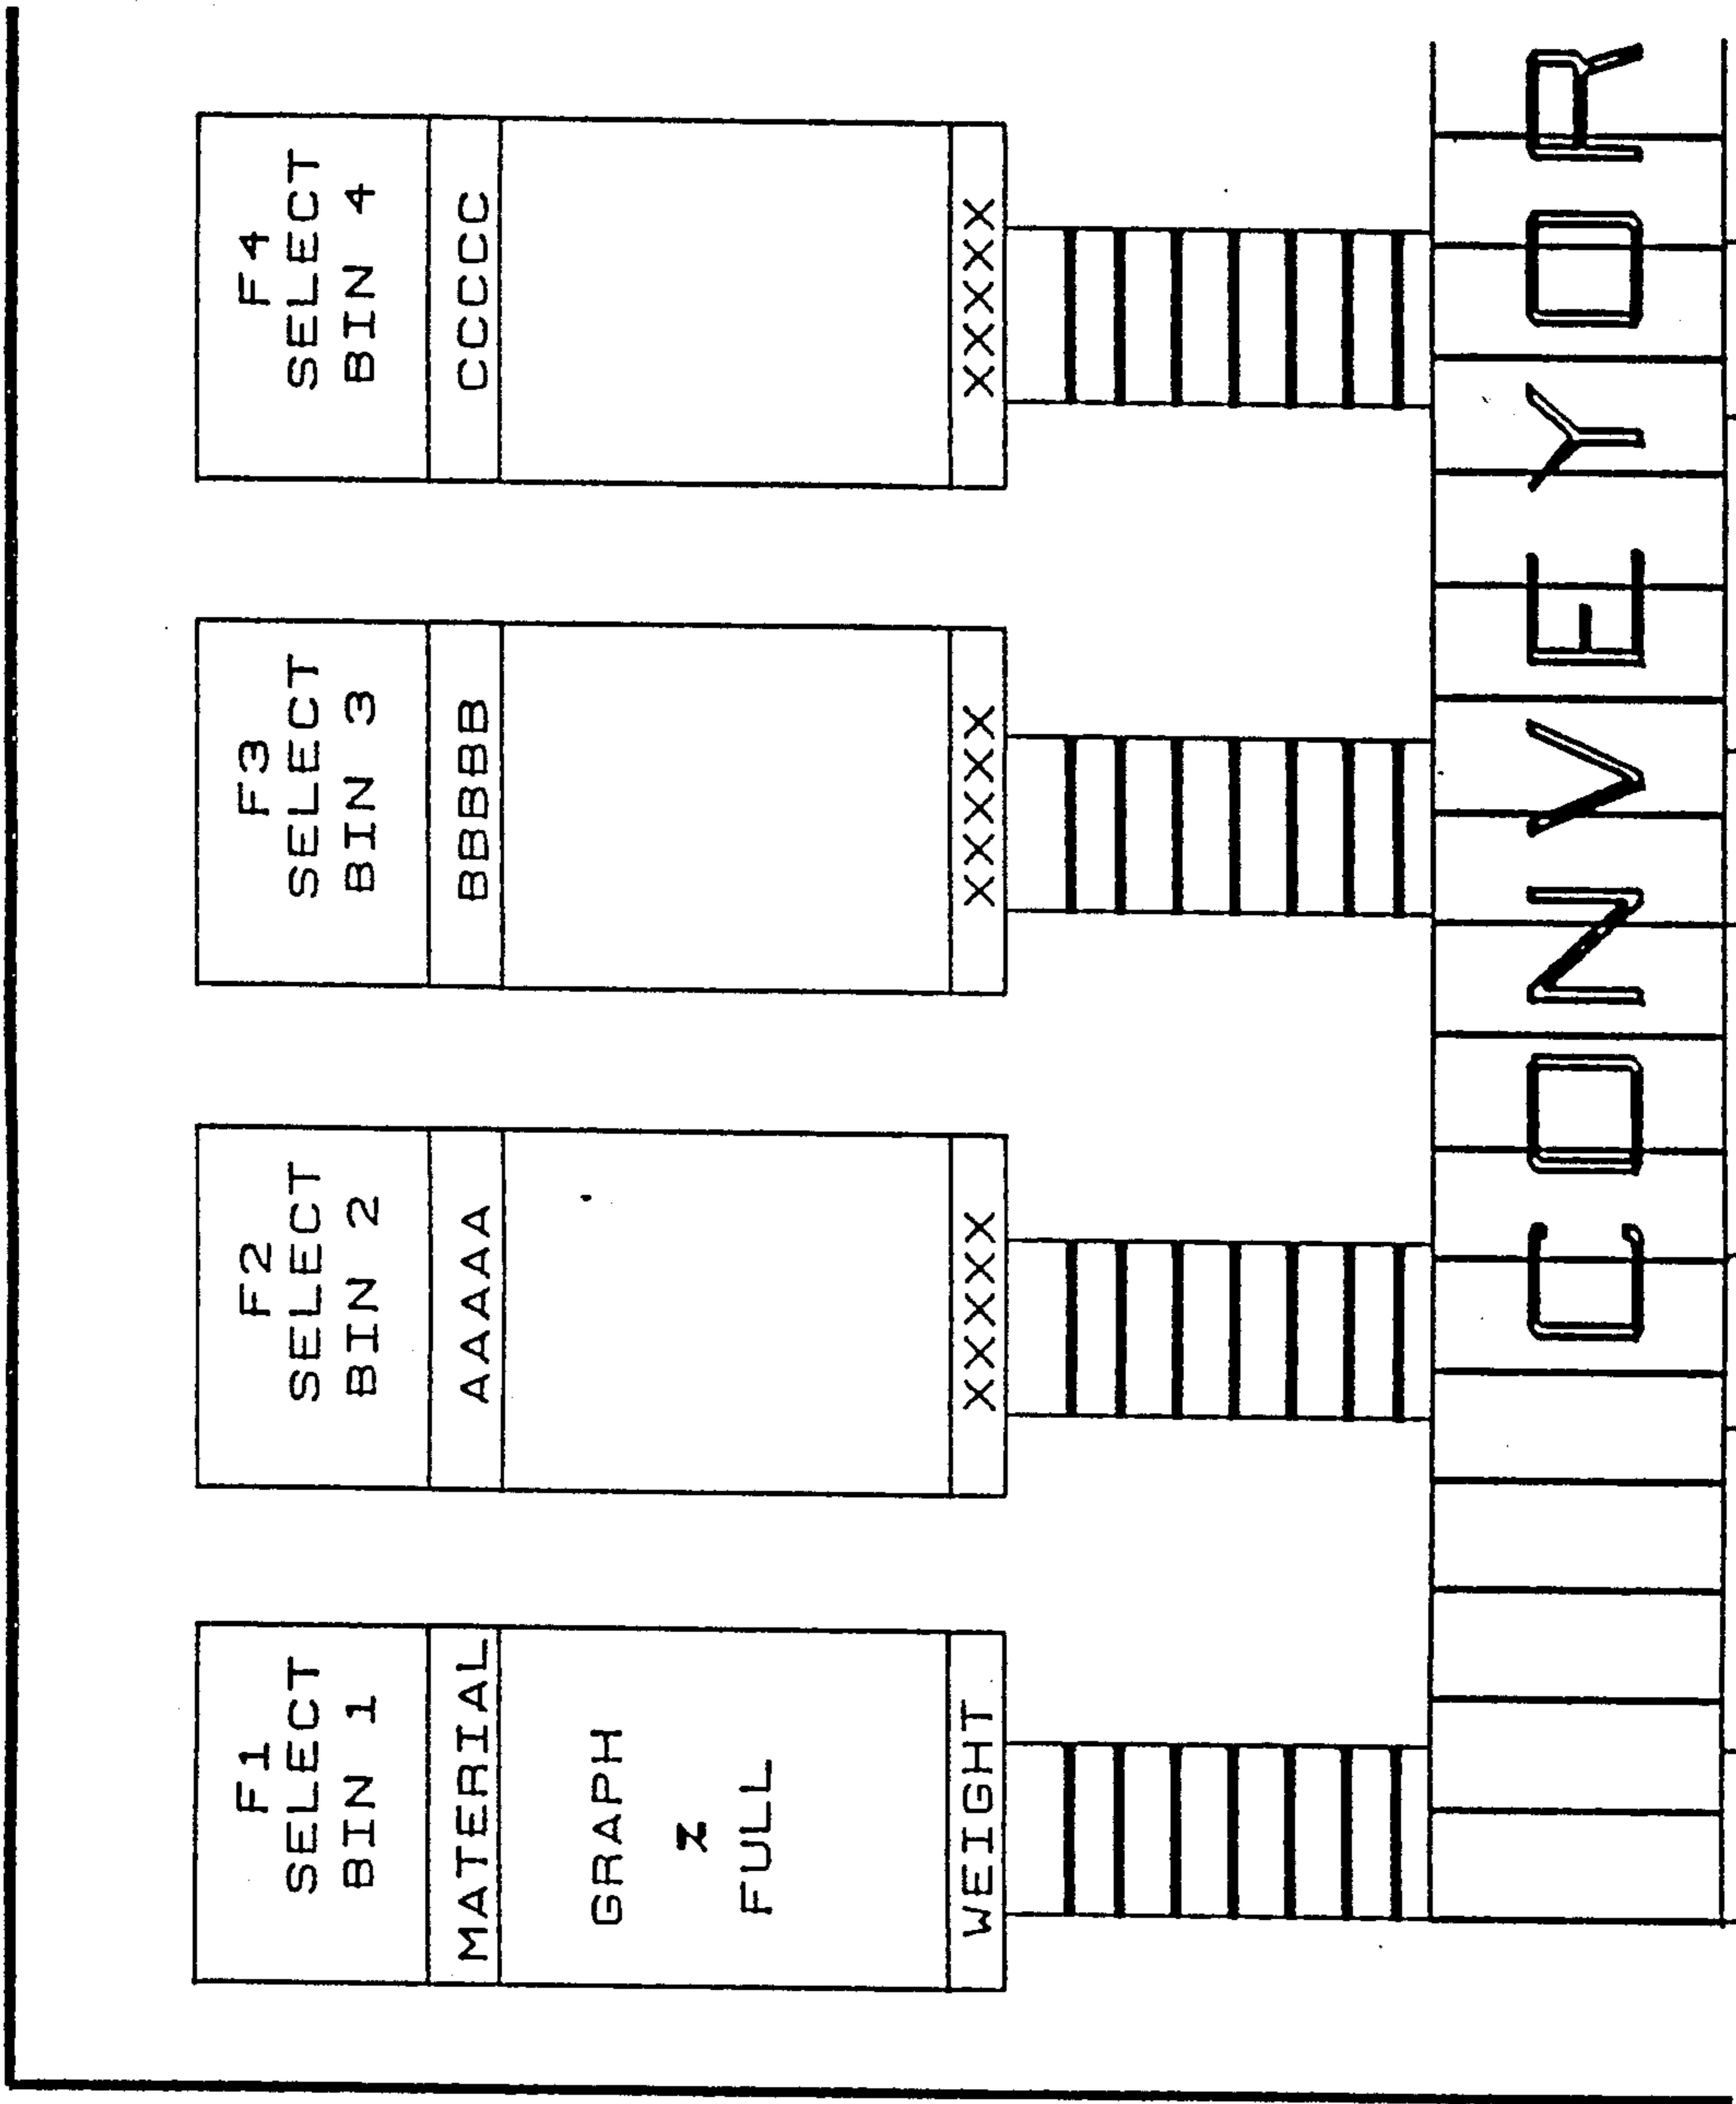 F1
SELECT
BIN 1
MATERIAL
GRAPH
%
FULL
WEIGHT
F2
SELECT
BIN 2
AAAAA
XXXXX
F3
SELECT
BIN 3
BBBBB
XXXXX
F4
SELECT
BIN 4
CCCCC
XXXXX
CONVEYOR